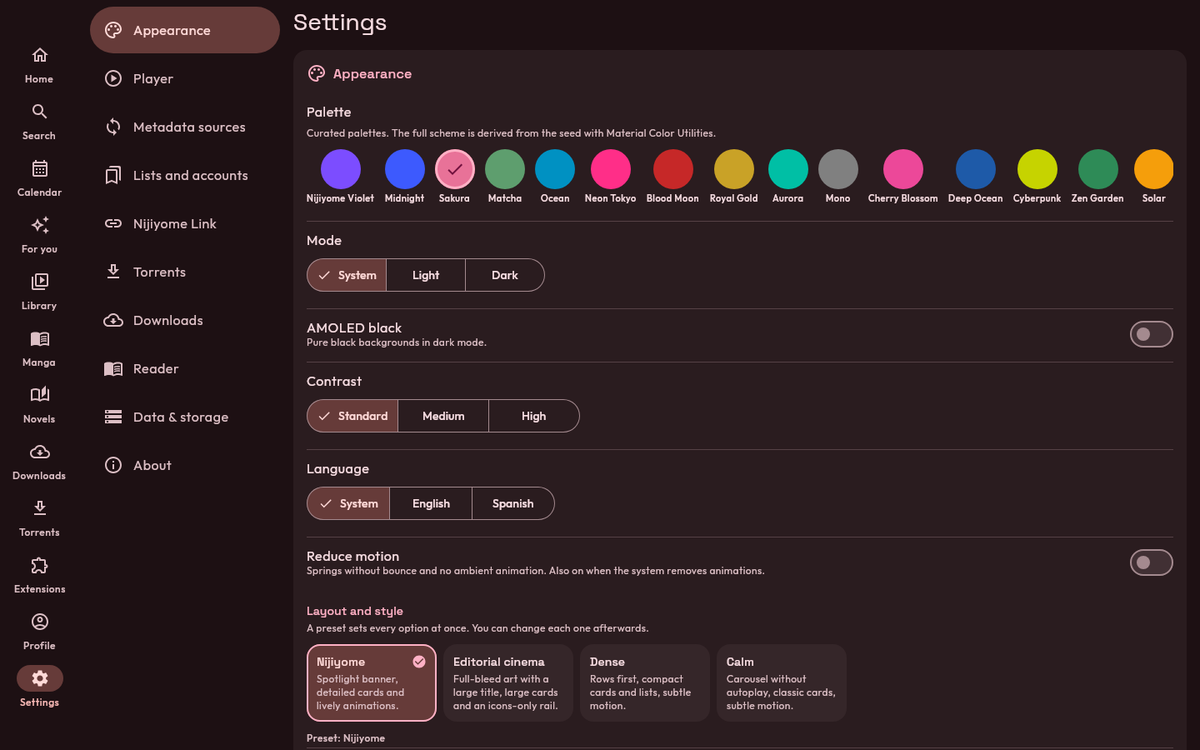 Settings
Home
Search
Calendar
For you
Library
Manga
Novels
Downloads
Torrents
Extensions
Profile
Settings
Appearance
Player
Metadata sources
Lists and accounts
Nijiyome Link
Torrents
Downloads
Reader
Data & storage
About
Appearance
Palette
Curated palettes. The full scheme is derived from the seed with Material Color Utilities.
Nijiyome Violet Midnight Sakura Matcha Ocean Neon Tokyo Blood Moon Royal Gold Aurora Mono Cherry Blossom Deep Ocean Cyberpunk Zen Garden Solar
Mode
System Light Dark
AMOLED black
Pure black backgrounds in dark mode.
Contrast
Standard Medium High
Language
System English Spanish
Reduce motion
Springs without bounce and no ambient animation. Also on when the system removes animations.
Layout and style
A preset sets every option at once. You can change each one afterwards.
Nijiyome
Spotlight banner,
detailed cards and
lively animations.
Editorial cinema
Full-bleed art with a
large title, large cards
and an icons-only rail.
Dense
Rows first, compact
cards and lists, subtle
motion.
Calm
Carousel without
autoplay, classic cards,
subtle motion.
Preset: Nijiyome